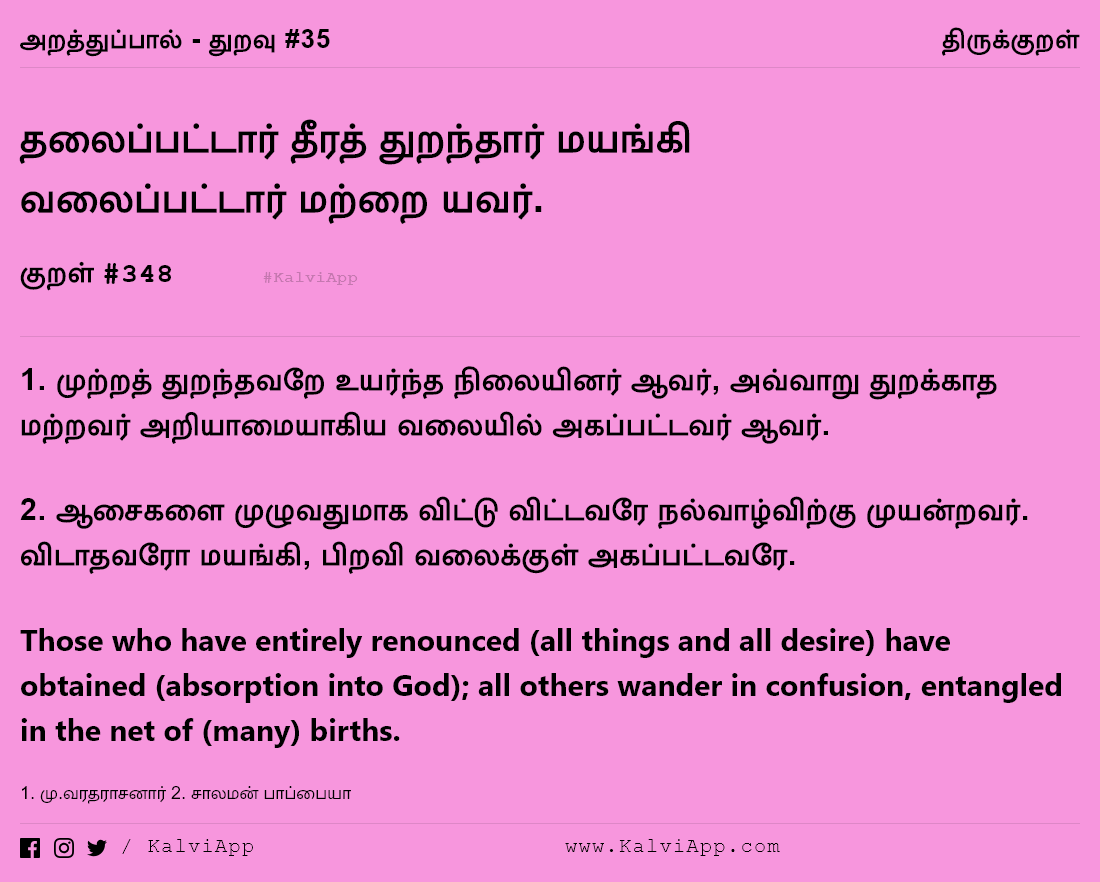 அறத்துப்பால் - துறவு #35
திருக்குறள்
தலைப்பட்டார் தீரத் துறந்தார் மயங்கி
வலைப்பட்டார் மற்றை யவர்.
குறள் #348
#KalviApp
1. முற்றத் துறந்தவறே உயர்ந்த நிலையினர் ஆவர், அவ்வாறு துறக்காத
மற்றவர் அறியாமையாகிய வலையில் அகப்பட்டவர் ஆவர்.
2. ஆசைகளை முழுவதுமாக விட்டு விட்டவரே நல்வாழ்விற்கு முயன்றவர்.
விடாதவரோ மயங்கி, பிறவி வலைக்குள் அகப்பட்டவரே.
Those who have entirely renounced (all things and all desire) have
obtained (absorption into God); all others wander in confusion, entangled
in the net of (many) births.
1. மு.வரதராசனார் 2. சாலமன் பாப்பையா
/ KalviApp
www.KalviApp.com